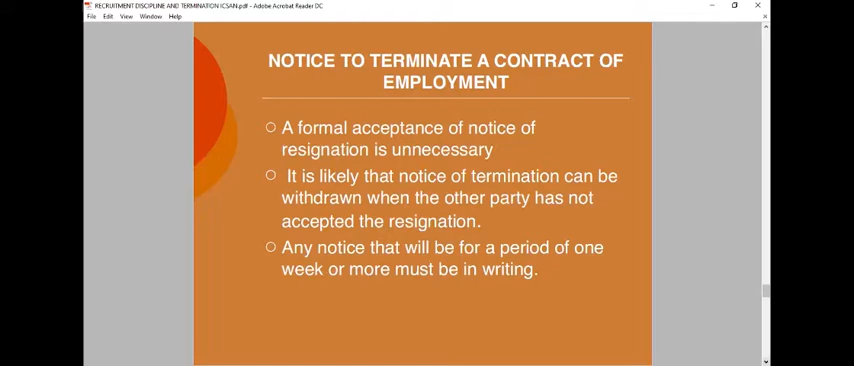 RECRUITMENT DISCIPLINE AND TERMINATION ICSAN.pdf - Adobe Acrobat Reader DC
File Edit View Window Help
NOTICE TO TERMINATE A CONTRACT OF
EMPLOYMENT
A formal acceptance of notice of
resignation is unnecessary
It is likely that notice of termination can be
withdrawn when the other party has not
accepted the resignation.
Any notice that will be for a period of one
week or more must be in writing.